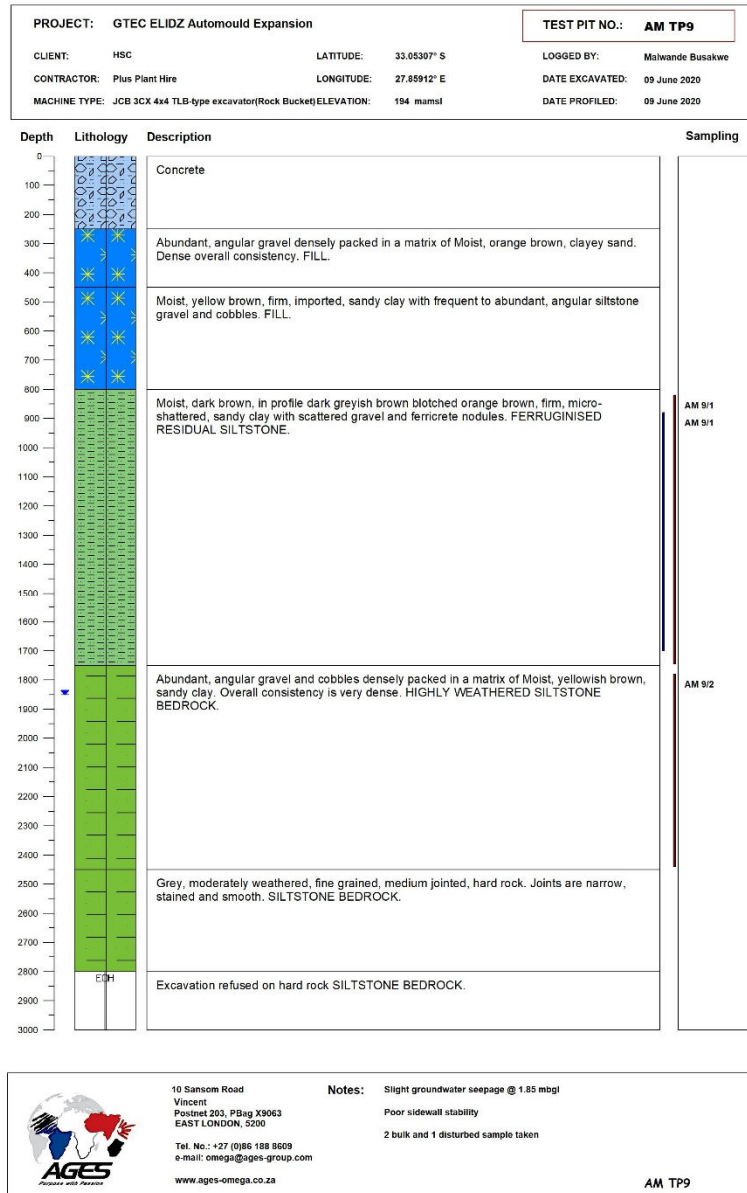 PROJECT: GTEC ELIDZ Automould Expansion
TEST PIT NO.: AM TP9
CLIENT: HSC LATITUDE: 33.05307° S LOGGED BY: Malwande Busakwe
CONTRACTOR: Plus Plant Hire LONGITUDE: 27.85912° E DATE EXCAVATED: 09 June 2020
MACHINE TYPE: JCB 3CX 4x4 TLB-type excavator(Rock Bucket) ELEVATION: 194 mamsl DATE PROFILED: 09 June 2020
Depth Lithology Description Sampling
0
Concrete
100
200
300
Abundant, angular gravel densely packed in a matrix of Moist, orange brown, clayey sand.
Dense overall consistency. FILL.
400
500
Moist, yellow brown, firm, imported, sandy clay with frequent to abundant, angular siltstone
gravel and cobbles. FILL.
600
700
800
Moist, dark brown, in profile dark greyish brown blotched orange brown, firm, micro-
shattered, sandy clay with scattered gravel and ferricrete nodules. FERRUGINISED
RESIDUAL SILTSTONE.
AM 9/1
AM 9/1
900
1000
1100
1200
1300
1400
1500
1600
1700
1800
Abundant, angular gravel and cobbles densely packed in a matrix of Moist, yellowish brown,
sandy clay. Overall consistency is very dense. HIGHLY WEATHERED SILTSTONE
BEDROCK.
AM 9/2
1900
2000
2100
2200
2300
2400
2500
Grey, moderately weathered, fine grained, medium jointed, hard rock. Joints are narrow,
stained and smooth. SILTSTONE BEDROCK.
2600
2700
2800
EOH
Excavation refused on hard rock SILTSTONE BEDROCK.
2900
3000
AGES
Purpose with Passion
10 Sansom Road
Vincent
Postnet 203, PBag X9063
EAST LONDON, 5200
Tel. No.: +27 (0)86 188 8609
e-mail: omega@ages-group.com
www.ages-omega.co.za
Notes: Slight groundwater seepage @ 1.85 mbgl
Poor sidewall stability
2 bulk and 1 disturbed sample taken
AM TP9